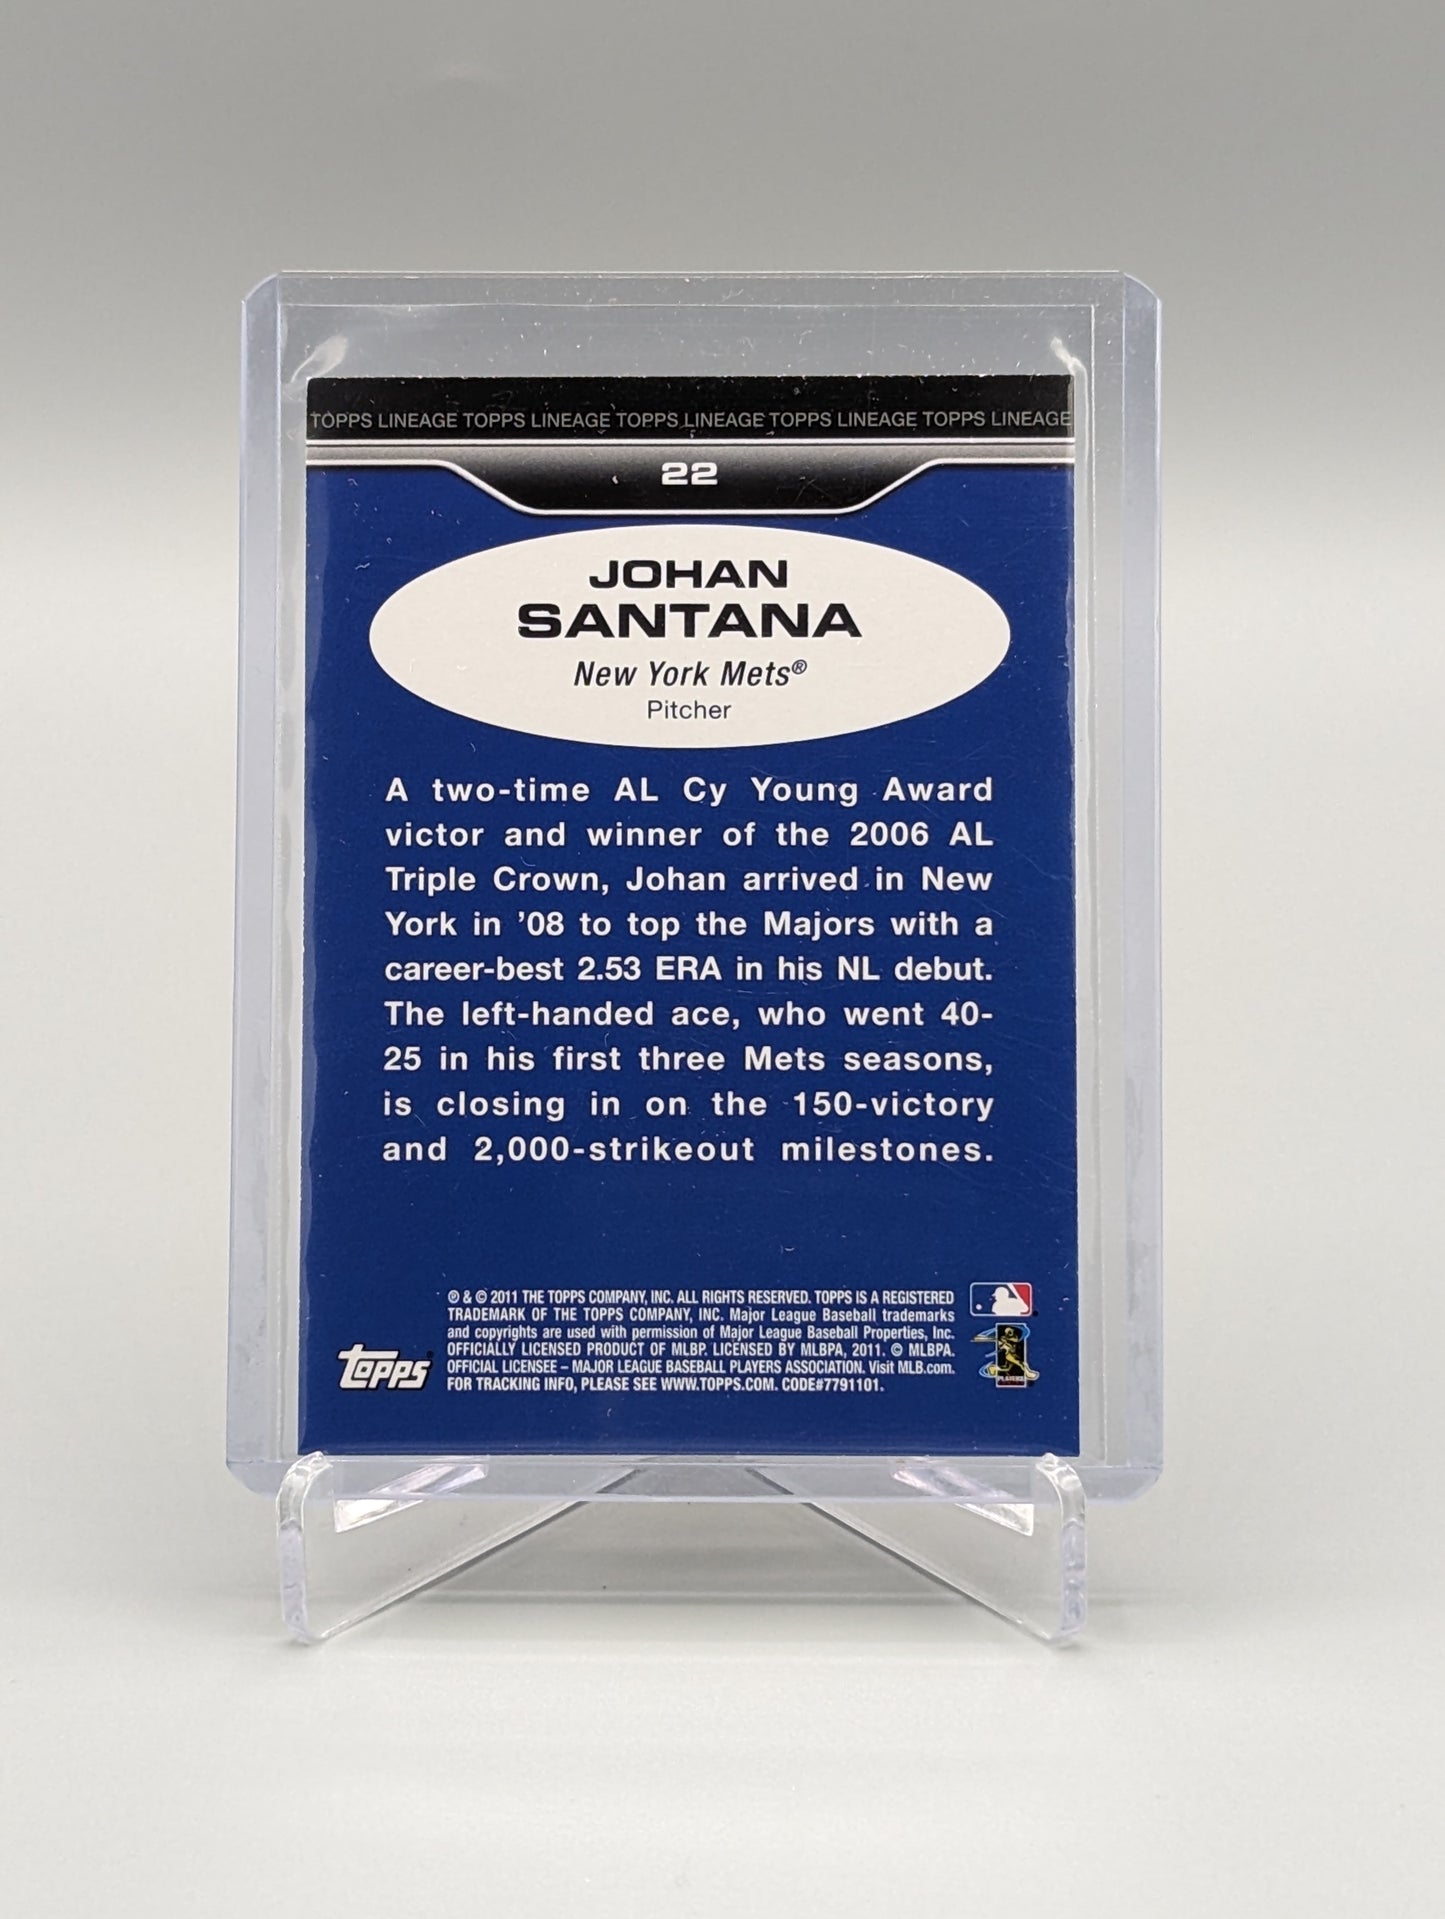 TOPPS LINEAGE TOPPS LINEAGE TOPPS LINEAGE TOPPS LINEAGE TOPPS LINEAGE
22
JOHAN
SANTANA
New York Mets®
Pitcher
A two-time AL Cy Young Award
victor and winner of the 2006 AL
Triple Crown, Johan arrived in New
York in '08 to top the Majors with a
career-best 2.53 ERA in his NL debut.
The left-handed ace, who went 40-
25 in his first three Mets seasons,
is closing in on the 150-victory
and 2,000-strikeout milestones.
® & © 2011 THE TOPPS COMPANY, INC. ALL RIGHTS RESERVED. TOPPS IS A REGISTERED
TRADEMARK OF THE TOPPS COMPANY, INC. Major League Baseball trademarks
and copyrights are used with permission of Major League Baseball Properties, Inc.
OFFICIALLY LICENSED PRODUCT OF MLBP. LICENSED BY MLBPA, 2011. © MLBPA.
OFFICIAL LICENSEE – MAJOR LEAGUE BASEBALL PLAYERS ASSOCIATION. Visit MLB.com.
FOR TRACKING INFO, PLEASE SEE WWW.TOPPS.COM. CODE#7791101.
TOPPS
PLAYERS